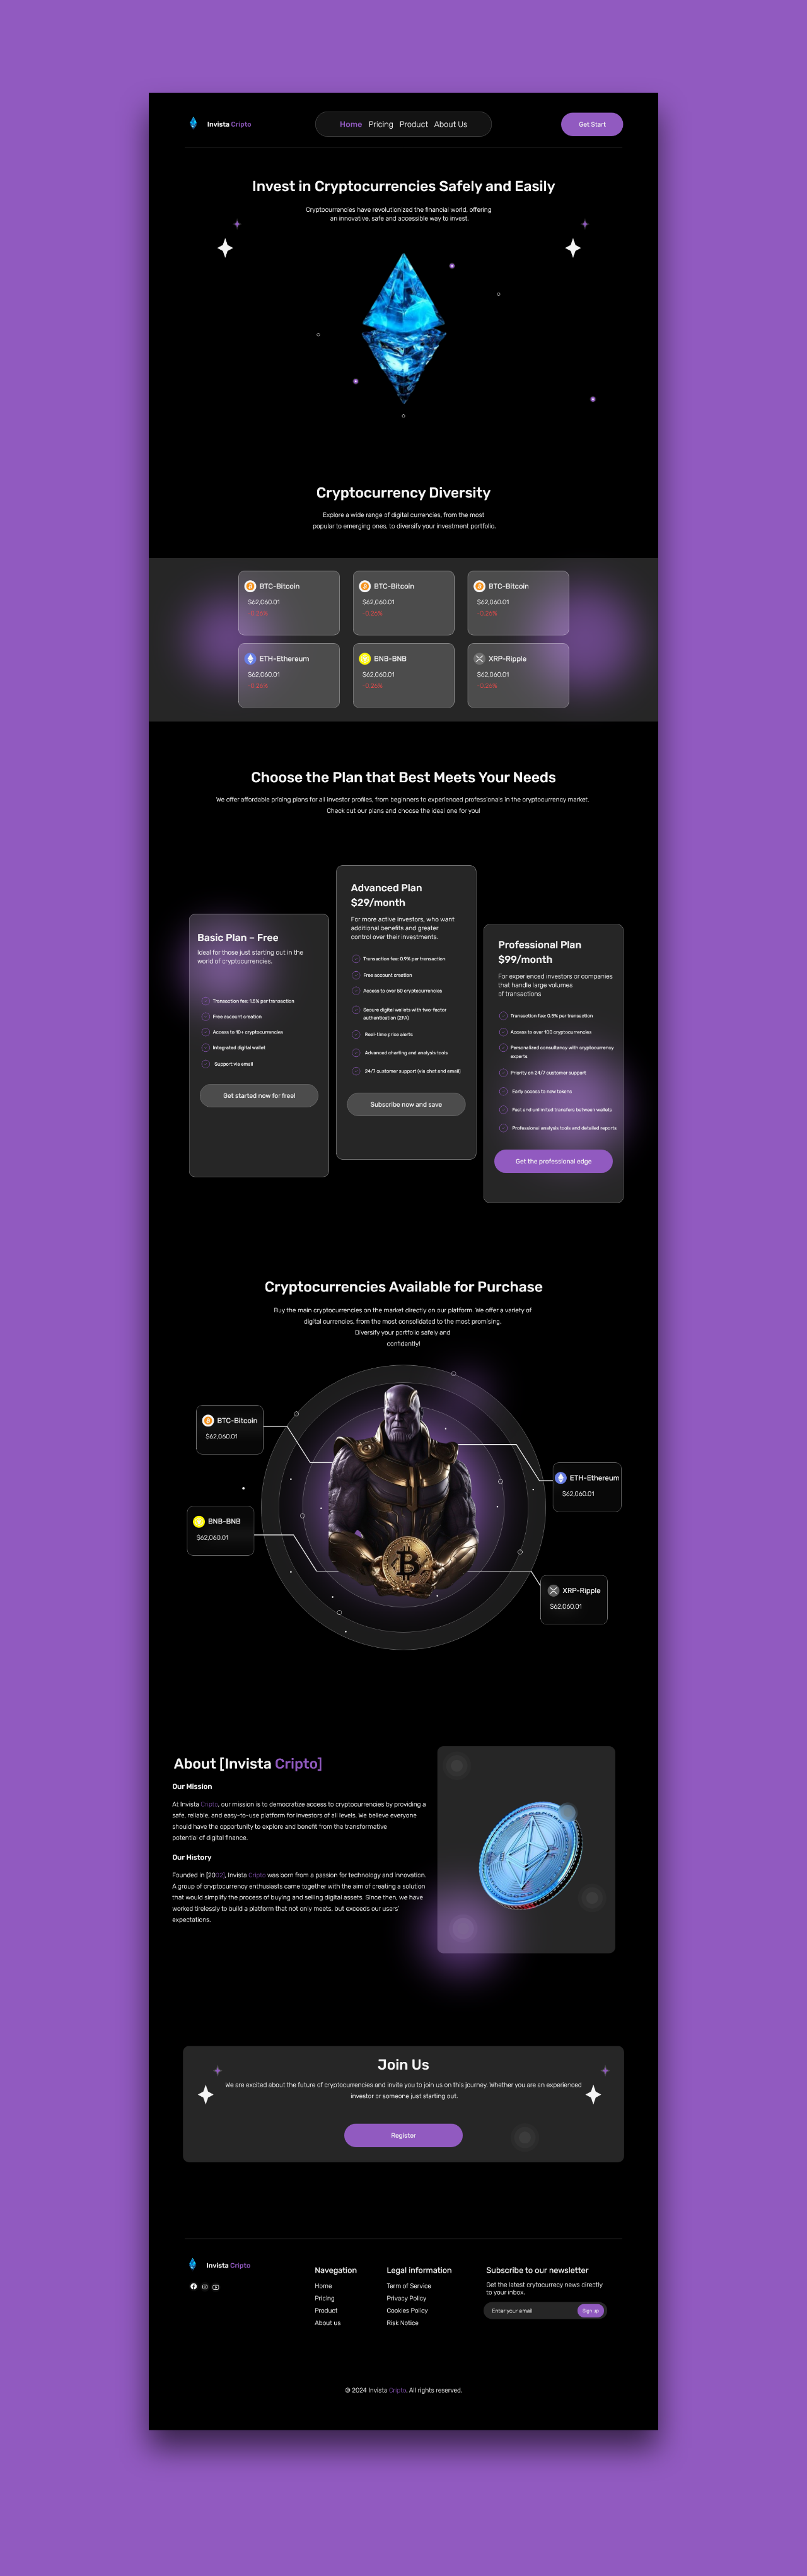 Invista Cripto
Home Pricing Product About Us
Get Start
Invest in Cryptocurrencies Safely and Easily
Cryptocurrencies have revolutionized the financial world, offering
an innovative, safe and accessible way to invest.
Cryptocurrency Diversity
Explore a wide range of digital currencies, from the most
popular to emerging ones, to diversify your investment portfolio.
BTC-Bitcoin
$62,060.01
-0.26%
BTC-Bitcoin
$62,060.01
-0.26%
BTC-Bitcoin
$62,060.01
-0.26%
ETH-Ethereum
$62,060.01
-0.26%
BNB-BNB
$62,060.01
-0.26%
XRP-Ripple
$62,060.01
-0.26%
Choose the Plan that Best Meets Your Needs
We offer affordable pricing plans for all investor profiles, from beginners to experienced professionals in the cryptocurrency market.
Check out our plans and choose the ideal one for you!
Basic Plan – Free
Ideal for those just starting out in the
world of cryptocurrencies.
Transaction fee: 1.5% per transaction
Free account creation
Access to 10+ cryptocurrencies
Integrated digital wallet
Support via email
Get started now for free!
Advanced Plan
$29/month
For more active investors, who want
additional benefits and greater
control over their investments.
Transaction fee: 0.9% per transaction
Free account creation
Access to over 50 cryptocurrencies
Secure digital wallets with two-factor
authentication (2FA)
Real-time price alerts
Advanced charting and analysis tools
24/7 customer support (via chat and email)
Subscribe now and save
Professional Plan
$99/month
For experienced investors or companies
that handle large volumes
of transactions
Transaction fee: 0.5% per transaction
Access to over 100 cryptocurrencies
Personalized consultancy with cryptocurrency
experts
Priority on 24/7 customer support
Early access to new tokens
Fast and unlimited transfers between wallets
Professional analysis tools and detailed reports
Get the professional edge
Cryptocurrencies Available for Purchase
Buy the main cryptocurrencies on the market directly on our platform. We offer a variety of
digital currencies, from the most consolidated to the most promising.
Diversify your portfolio safely and
confidently!
BTC-Bitcoin
$62,060.01
ETH-Ethereum
$62,060.01
BNB-BNB
$62,060.01
XRP-Ripple
$62,060.01
About [Invista Cripto]
Our Mission
At Invista Cripto, our mission is to democratize access to cryptocurrencies by providing a
safe, reliable, and easy-to-use platform for investors of all levels. We believe everyone
should have the opportunity to explore and benefit from the transformative
potential of digital finance.
Our History
Founded in [2002], Invista Cripto was born from a passion for technology and innovation.
A group of cryptocurrency enthusiasts came together with the aim of creating a solution
that would simplify the process of buying and selling digital assets. Since then, we have
worked tirelessly to build a platform that not only meets, but exceeds our users'
expectations.
Join Us
We are excited about the future of cryptocurrencies and invite you to join us on this journey. Whether you are an experienced
investor or someone just starting out.
Register
Invista Cripto
Navegation
Home
Pricing
Product
About us
Legal information
Term of Service
Privacy Policy
Cookies Policy
Risk Notice
Subscribe to our newsletter
Get the latest crytocurrecy news directly
to your inbox.
Enter your email
Sign up
© 2024 Invista Cripto. All rights reserved.